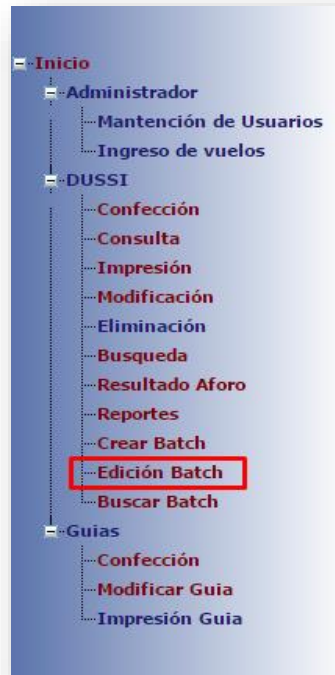 Inicio
Administrador
Mantención de Usuarios
Ingreso de vuelos
DUSSI
Confección
Consulta
Impresión
Modificación
Eliminación
Busqueda
Resultado Aforo
Reportes
Crear Batch
Edición Batch
Buscar Batch
Guias
Confección
Modificar Guia
Impresión Guia